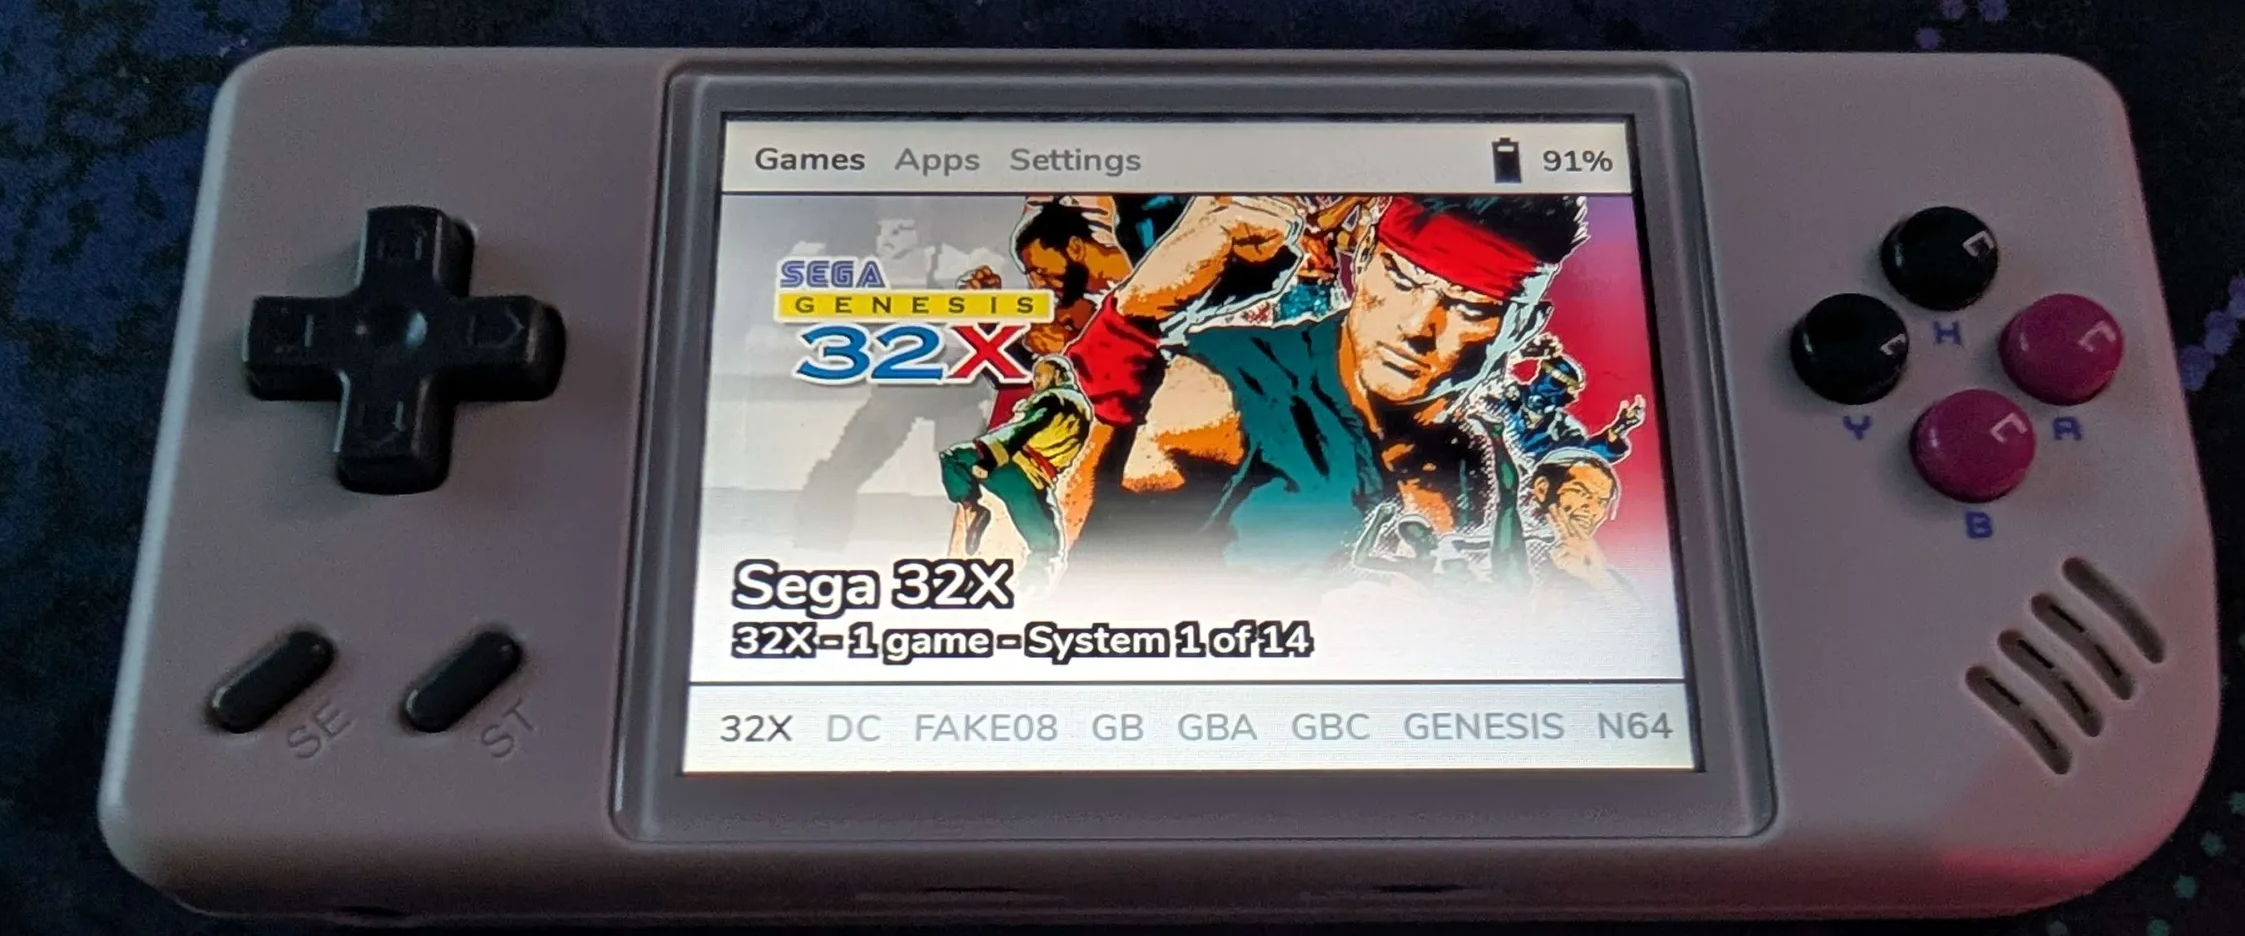 Games Apps Settings 91%
SEGA
GENESIS
32X
Sega 32X
32X - 1 game - System 1 of 14
32X DC FAKE08 GB GBA GBC GENESIS N64
SE ST
H
Y A
B